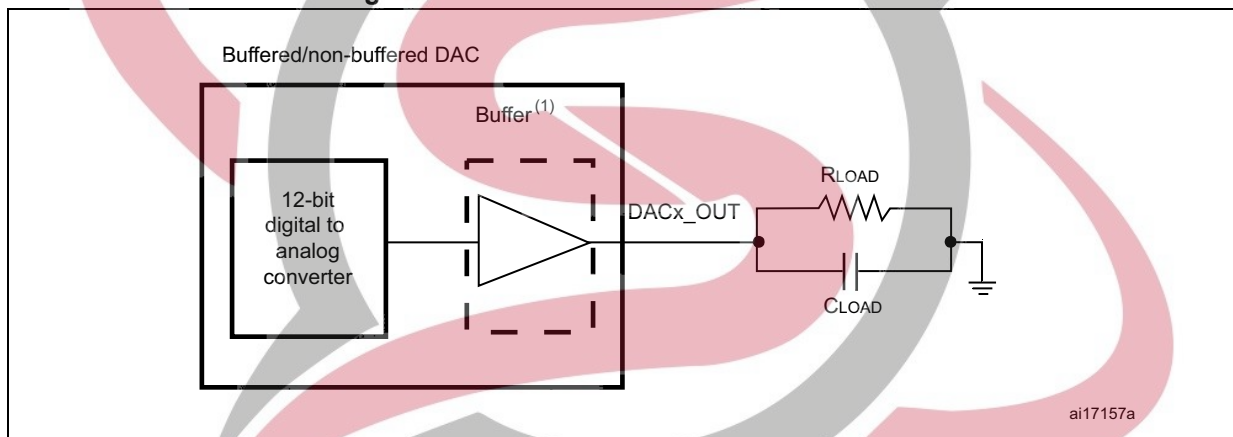 Buffered/non-buffered DAC
Buffer(1)
12-bit
digital to
analog
converter
DACx_OUT
RLOAD
CLOAD
ai17157a